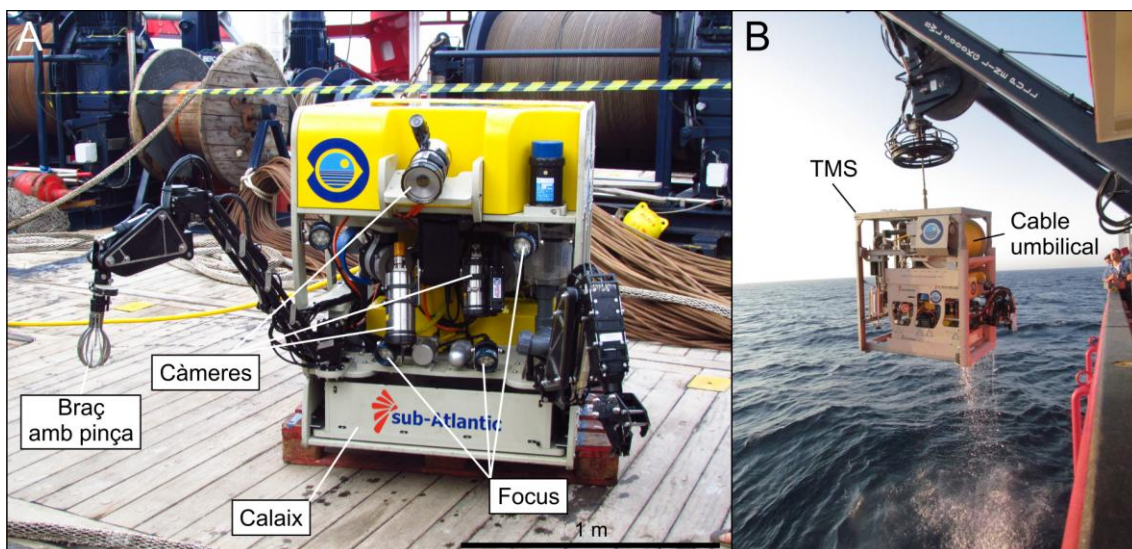 A
Càmeres
Braç
amb pinça
sub-Atlantic
Calaix
Focus
1 m
B
TMS
Cable
umbilical